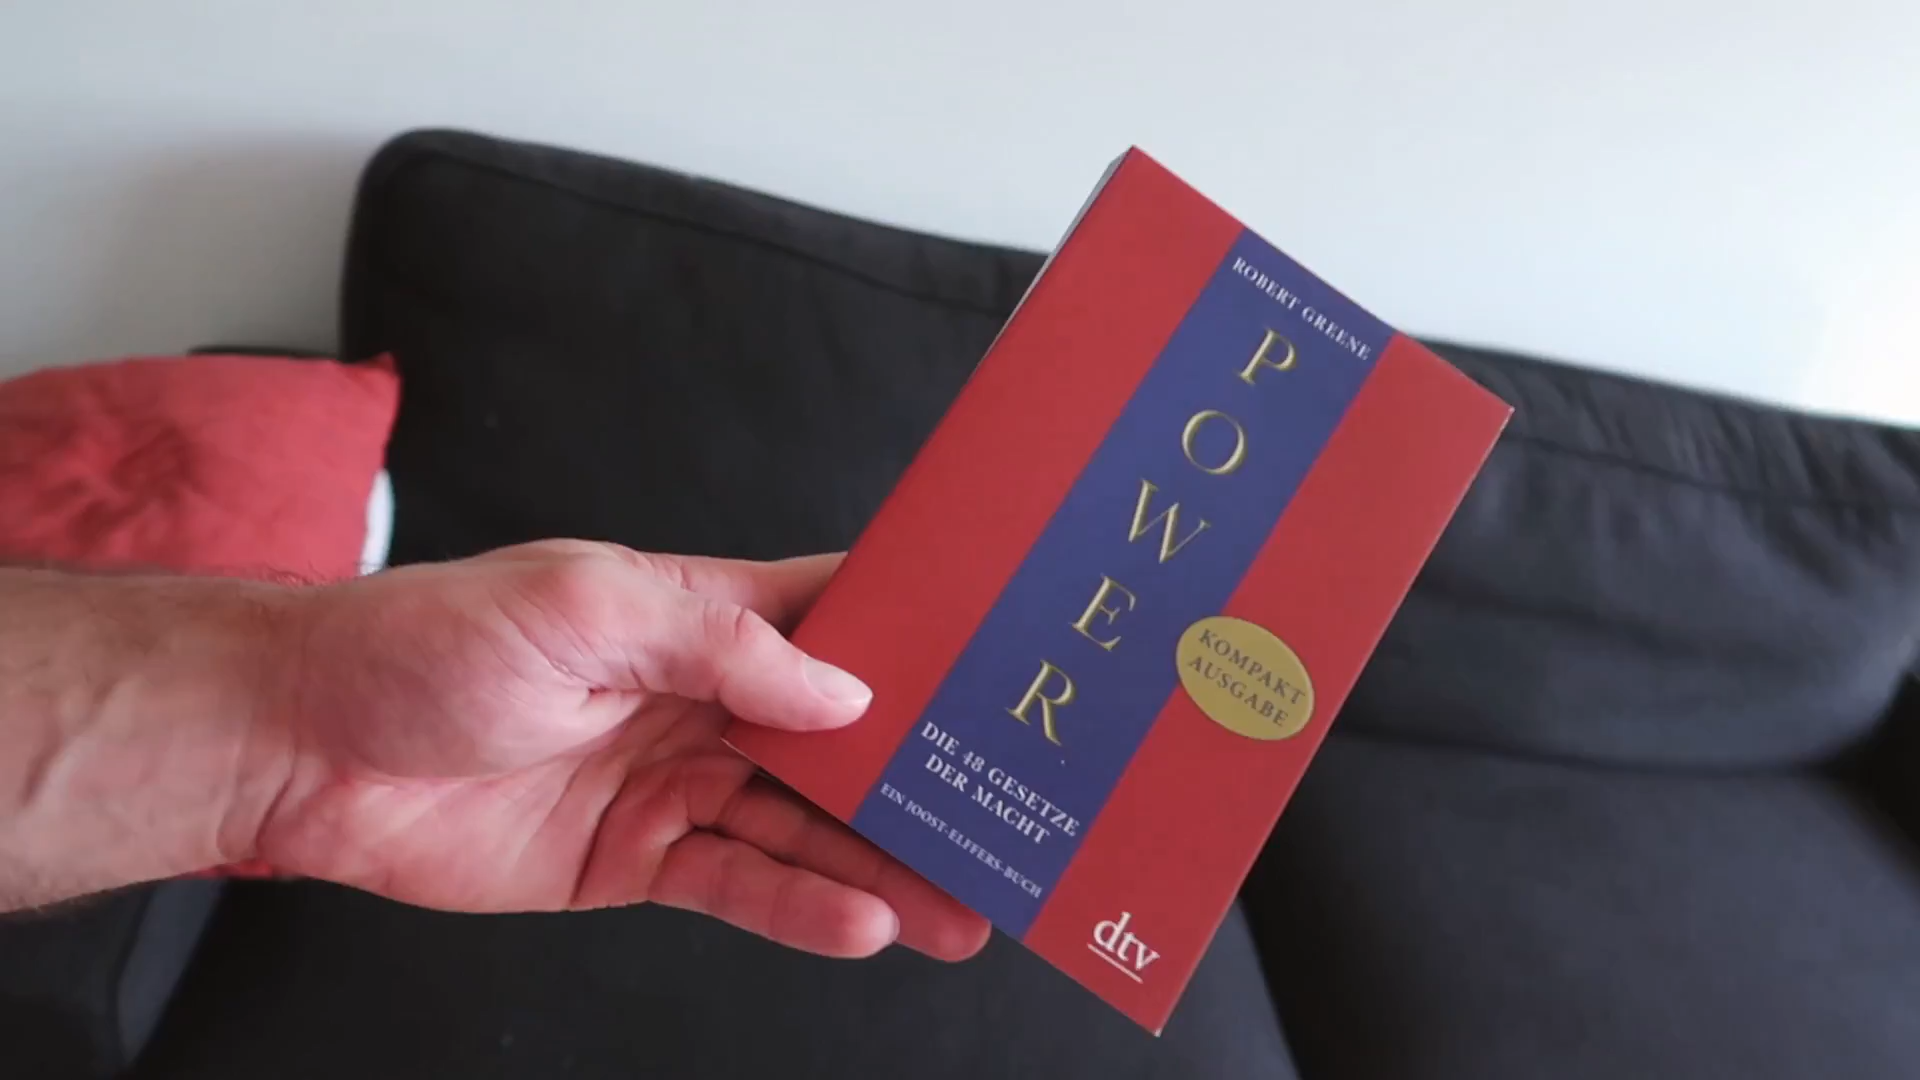 ROBERT GREENE
POWER
KOMPAKT
AUSGABE
DIE 48 GESETZE
DER MACHT
EIN JOOST-ELFFERS-BUCH
dtv